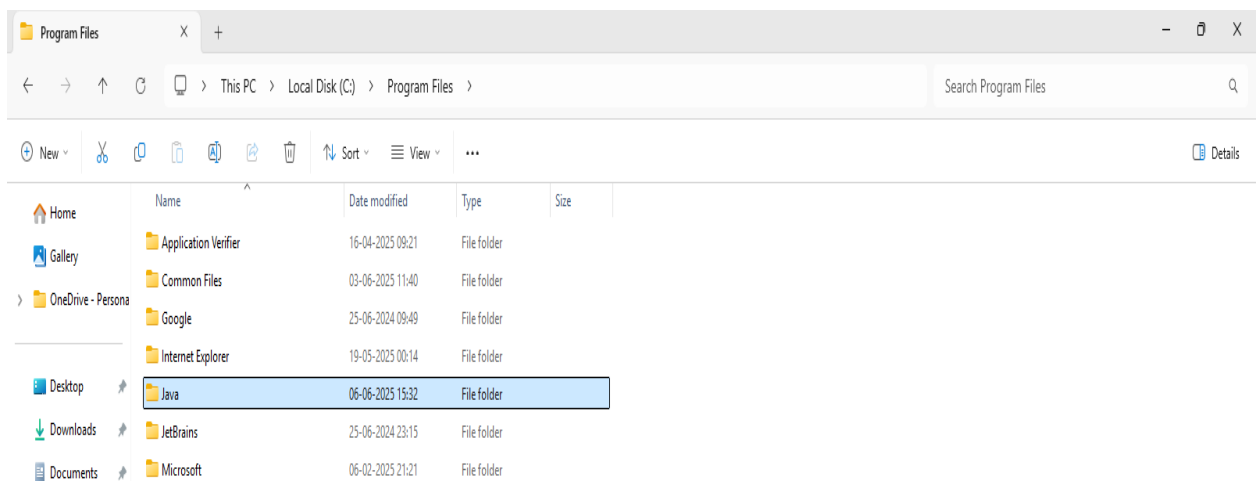 Program Files
This PC > Local Disk (C:) > Program Files >
Search Program Files
New
Sort
View
Details
Name Date modified Type Size
Home
Gallery
OneDrive - Persona
Desktop
Downloads
Documents
Application Verifier 16-04-2025 09:21 File folder
Common Files 03-06-2025 11:40 File folder
Google 25-06-2024 09:49 File folder
Internet Explorer 19-05-2025 00:14 File folder
Java 06-06-2025 15:32 File folder
JetBrains 25-06-2024 23:15 File folder
Microsoft 06-02-2025 21:21 File folder